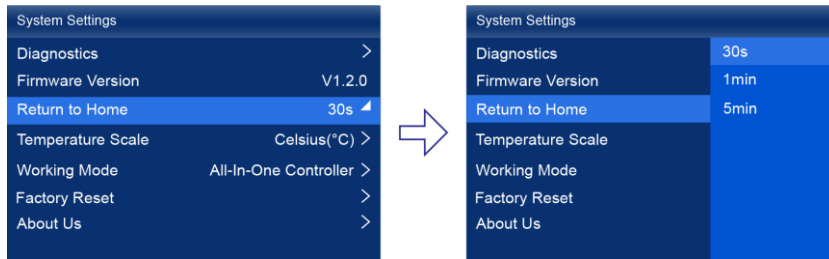 System Settings
Diagnostics >
Firmware Version V1.2.0
Return to Home 30s
Temperature Scale Celsius(°C) >
Working Mode All-In-One Controller >
Factory Reset >
About Us >
System Settings
Diagnostics
Firmware Version
Return to Home
Temperature Scale
Working Mode
Factory Reset
About Us
30s
1min
5min